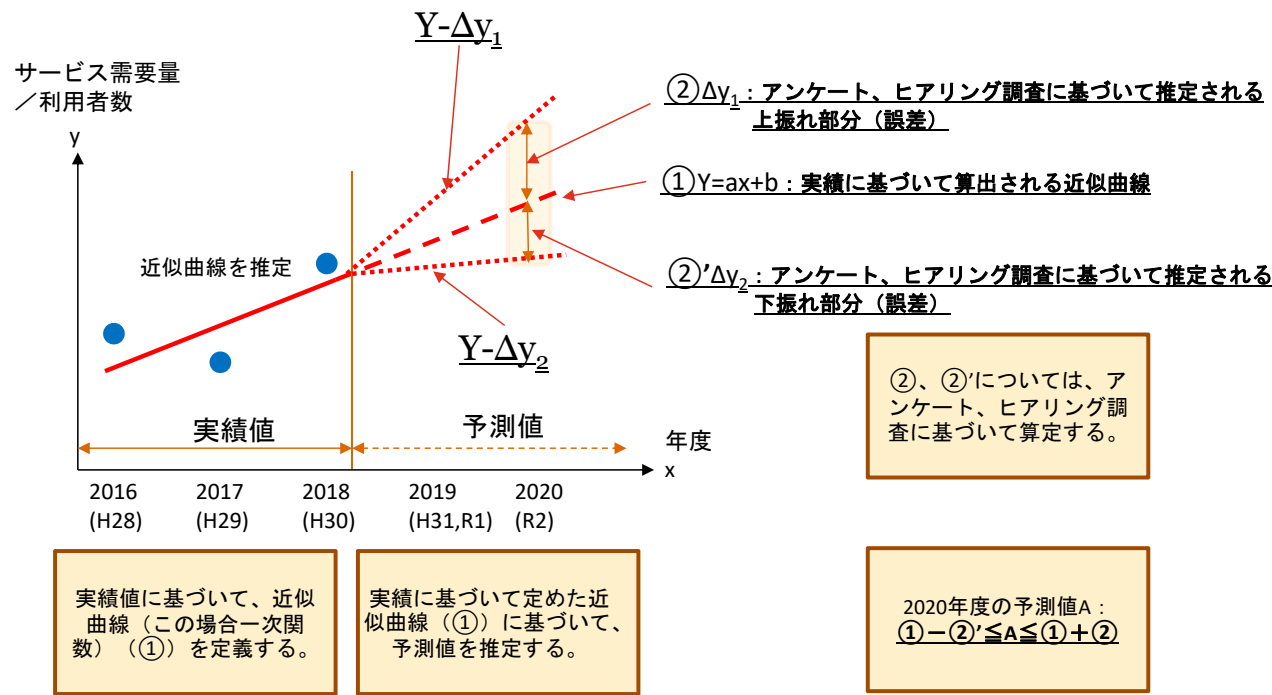 Y-Δy1
サービス需要量
／利用者数
y
②Δy1：アンケート、ヒアリング調査に基づいて推定される
上振れ部分（誤差）
①Y=ax+b：実績に基づいて算出される近似曲線
近似曲線を推定
②’Δy2：アンケート、ヒアリング調査に基づいて推定される
下振れ部分（誤差）
Y-Δy2
②、②’については、ア
ンケート、ヒアリング調
査に基づいて算定する。
実績値
予測値
年度
x
2016
(H28)
2017
(H29)
2018
(H30)
2019
(H31,R1)
2020
(R2)
実績値に基づいて、近似
曲線（この場合一次関
数）（①）を定義する。
実績に基づいて定めた近
似曲線（①）に基づいて、
予測値を推定する。
2020年度の予測値A：
①－②’≦A≦①＋②